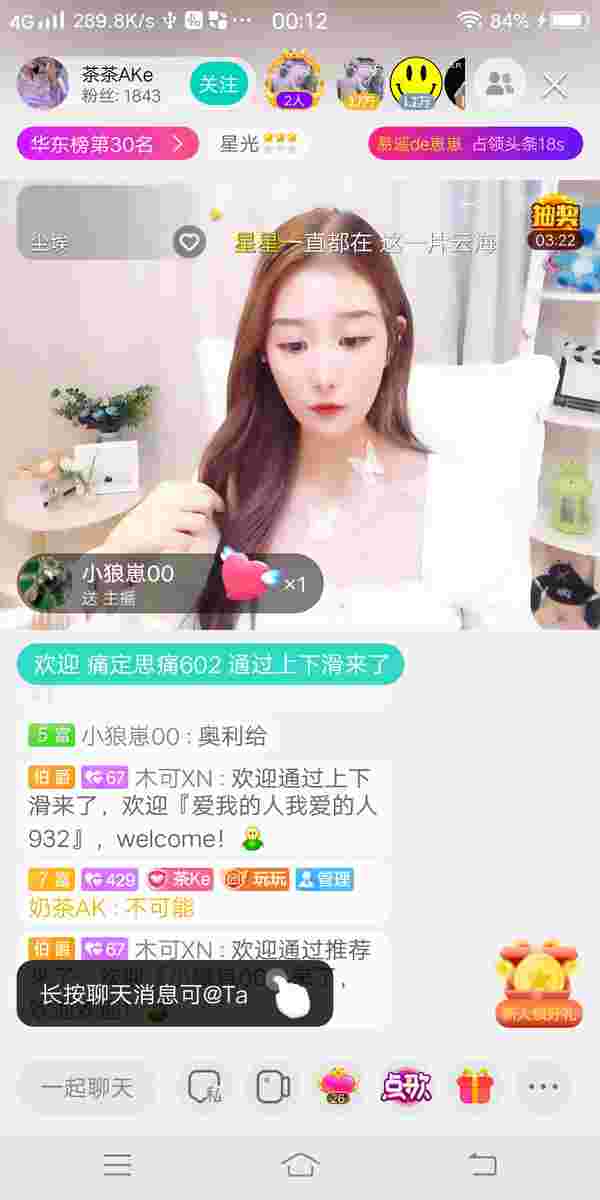 4G 289.8K/s 00:12 84%
茶茶AKe
粉丝: 1843
关注
2人
1.7万
1.2万
华东榜第30名
星光
易遥de崽崽 占领头条18s
尘埃
星星一直都在 这一片云海
抽奖
03:22
小狼崽00
送 主播
×1
欢迎 痛定思痛602 通过上下滑来了
5 富 小狼崽00 : 奥利给
伯爵 67 木可XN : 欢迎通过上下
滑来了，欢迎『爱我的人我爱的人
932』，welcome!
7 富 429 茶Ke 玩玩 管理
奶茶AK : 不可能
伯爵 67 木可XN : 欢迎通过推荐
长按聊天消息可@Ta
新人领好礼
一起聊天
私
26
点歌